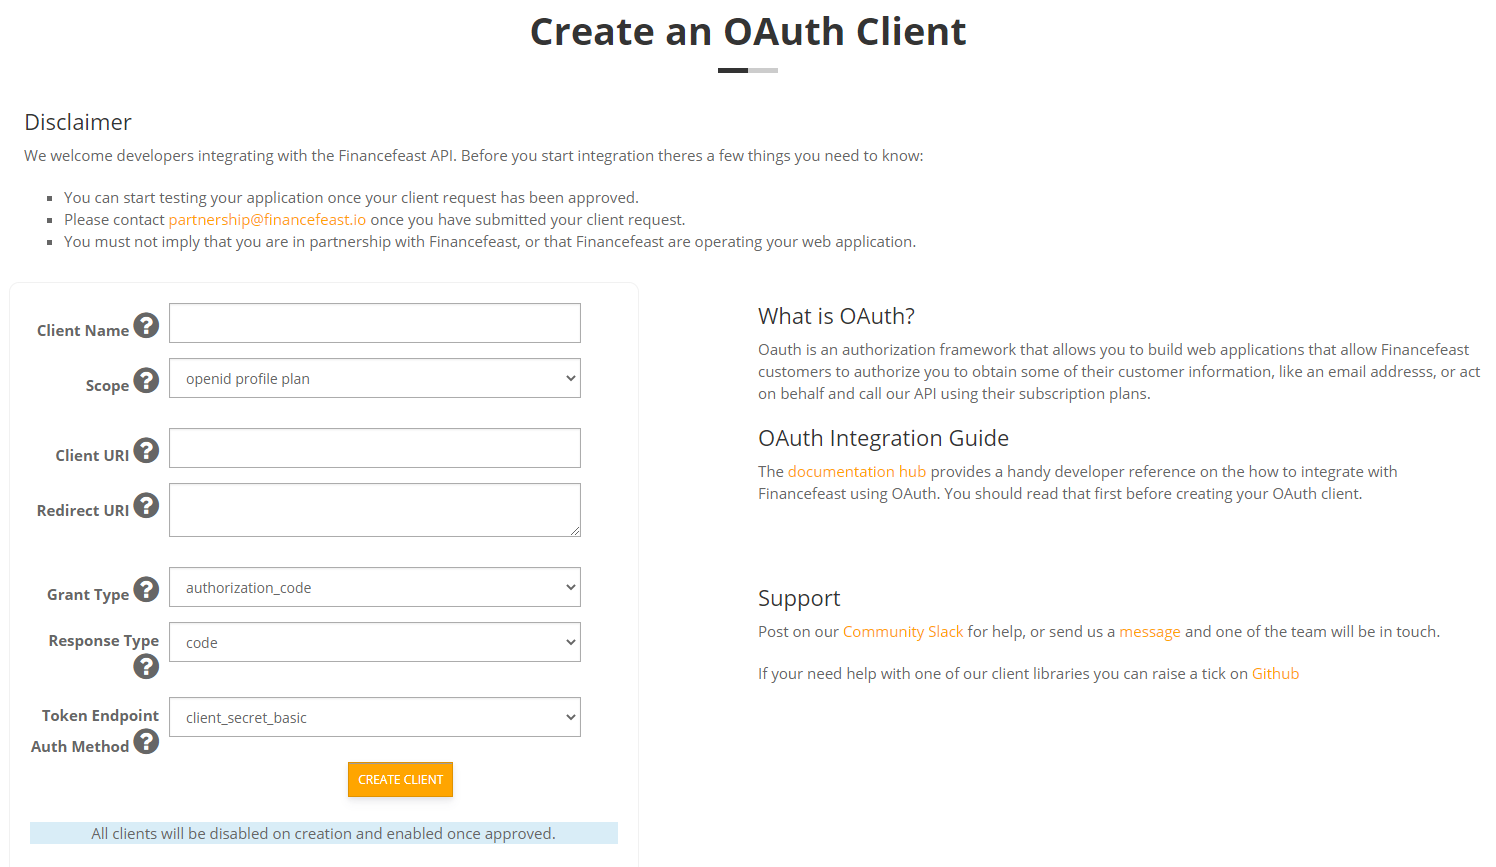 Create an OAuth Client
Disclaimer
We welcome developers integrating with the Financefeast API. Before you start integration theres a few things you need to know:
You can start testing your application once your client request has been approved.
Please contact partnership@financefeast.io once you have submitted your client request.
You must not imply that you are in partnership with Financefeast, or that Financefeast are operating your web application.
Client Name
Scope
openid profile plan
Client URI
Redirect URI
Grant Type
authorization_code
Response Type
code
Token Endpoint
Auth Method
client_secret_basic
CREATE CLIENT
All clients will be disabled on creation and enabled once approved.
What is OAuth?
Oauth is an authorization framework that allows you to build web applications that allow Financefeast
customers to authorize you to obtain some of their customer information, like an email addresss, or act
on behalf and call our API using their subscription plans.
OAuth Integration Guide
The documentation hub provides a handy developer reference on the how to integrate with
Financefeast using OAuth. You should read that first before creating your OAuth client.
Support
Post on our Community Slack for help, or send us a message and one of the team will be in touch.
If your need help with one of our client libraries you can raise a tick on Github